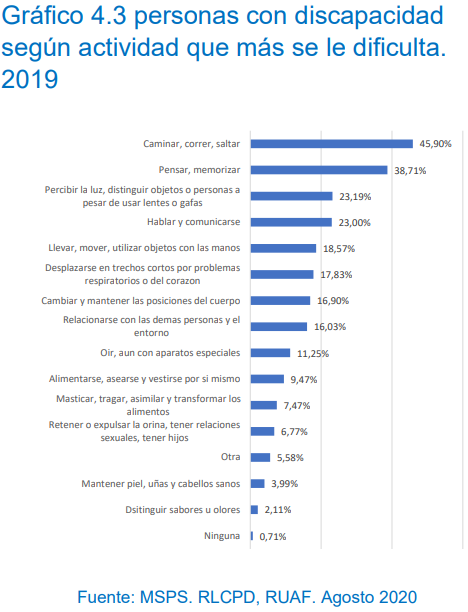 Gráfico 4.3 personas con discapacidad
según actividad que más se le dificulta.
2019
Caminar, correr, saltar 45,90%
Pensar, memorizar 38,71%
Percibir la luz, distinguir objetos o personas a
pesar de usar lentes o gafas 23,19%
Hablar y comunicarse 23,00%
Llevar, mover, utilizar objetos con las manos 18,57%
Desplazarse en trechos cortos por problemas
respiratorios o del corazon 17,83%
Cambiar y mantener las posiciones del cuerpo 16,90%
Relacionarse con las demas personas y el
entorno 16,03%
Oir, aun con aparatos especiales 11,25%
Alimentarse, asearse y vestirse por si mismo 9,47%
Masticar, tragar, asimilar y transformar los
alimentos 7,47%
Retener o expulsar la orina, tener relaciones
sexuales, tener hijos 6,77%
Otra 5,58%
Mantener piel, uñas y cabellos sanos 3,99%
Dsitinguir sabores u olores 2,11%
Ninguna 0,71%
Fuente: MSPS. RLCPD, RUAF. Agosto 2020